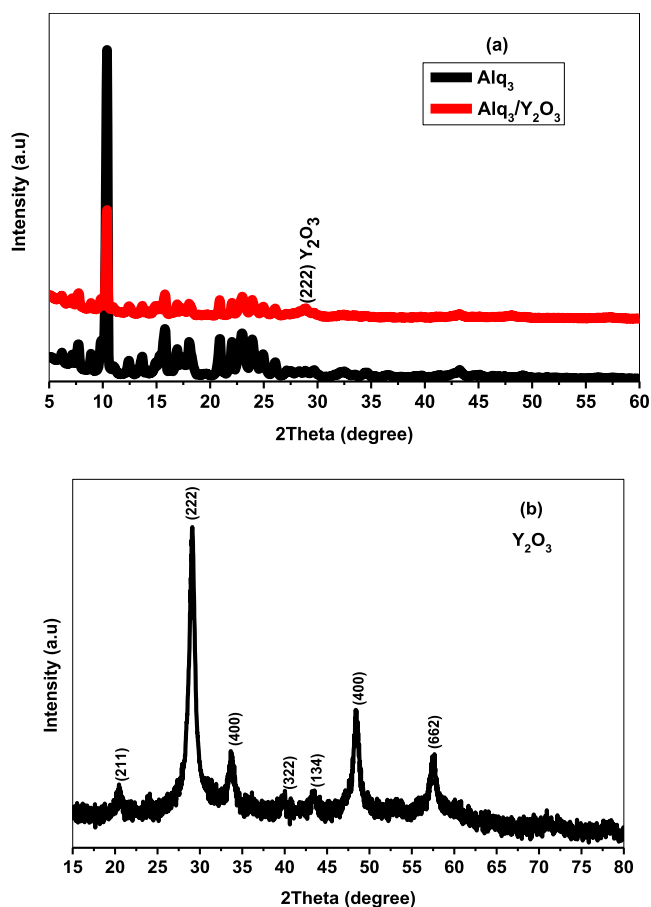 (a)
Alq₃
Alq₃/Y₂O₃
(222) Y₂O₃
Intensity (a.u)
5 10 15 20 25 30 35 40 45 50 55 60
2Theta (degree)
(b)
Y₂O₃
(222)
(211)
(400)
(322)
(134)
(400)
(662)
Intensity (a.u)
15 20 25 30 35 40 45 50 55 60 65 70 75 80
2Theta (degree)